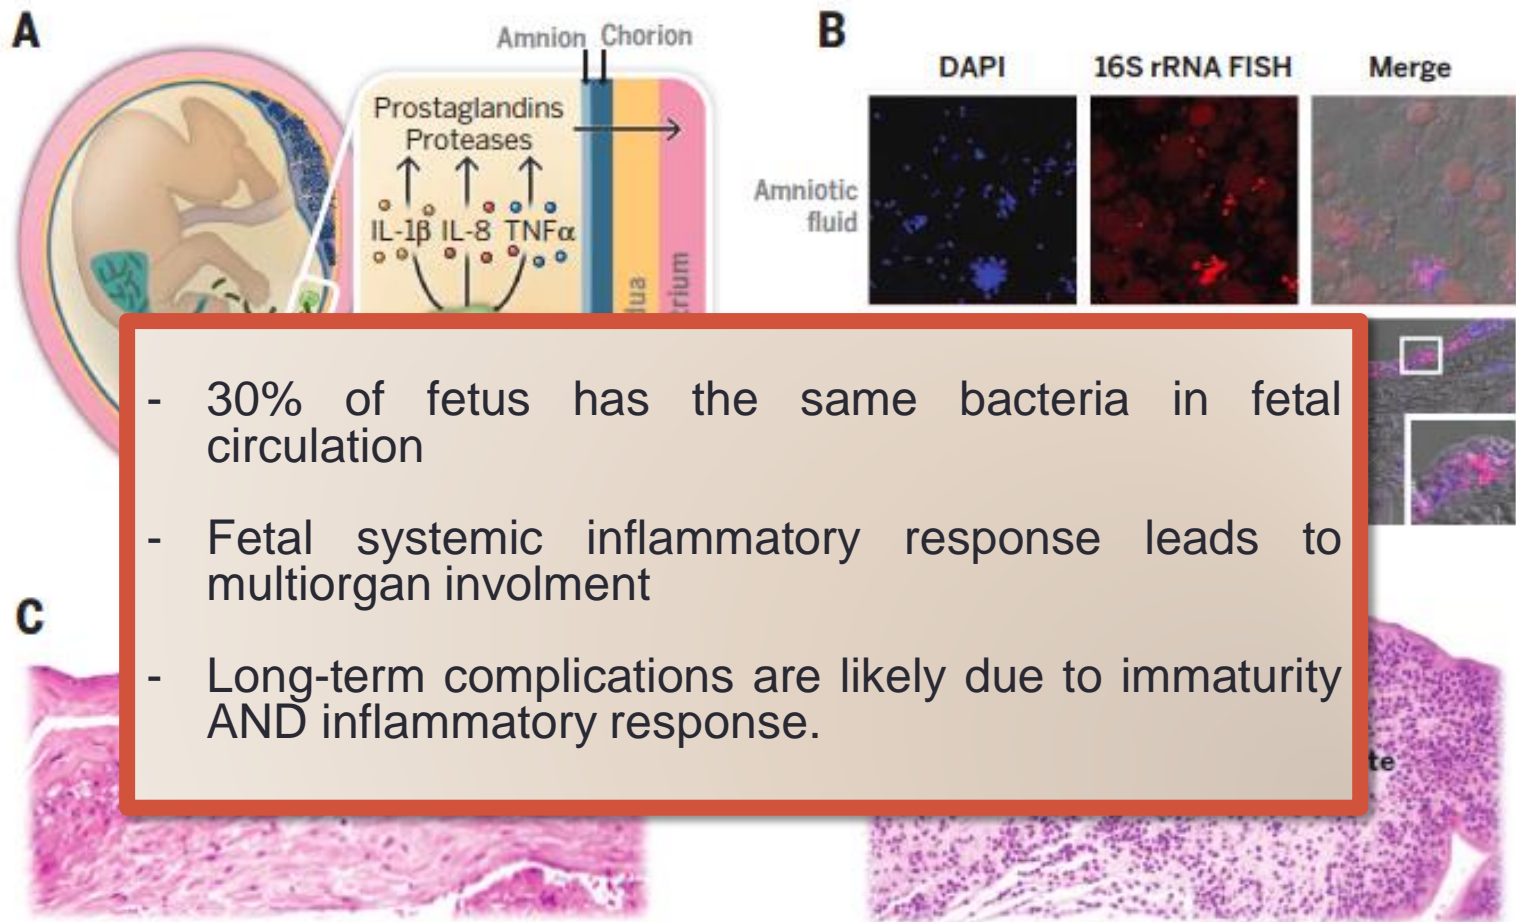 A
Amnion Chorion
Prostaglandins
Proteases
IL-1β IL-8 TNFα
B
DAPI 16S rRNA FISH Merge
Amniotic
fluid
- 30% of fetus has the same bacteria in fetal
circulation
- Fetal systemic inflammatory response leads to
multiorgan involment
- Long-term complications are likely due to immaturity
AND inflammatory response.
C